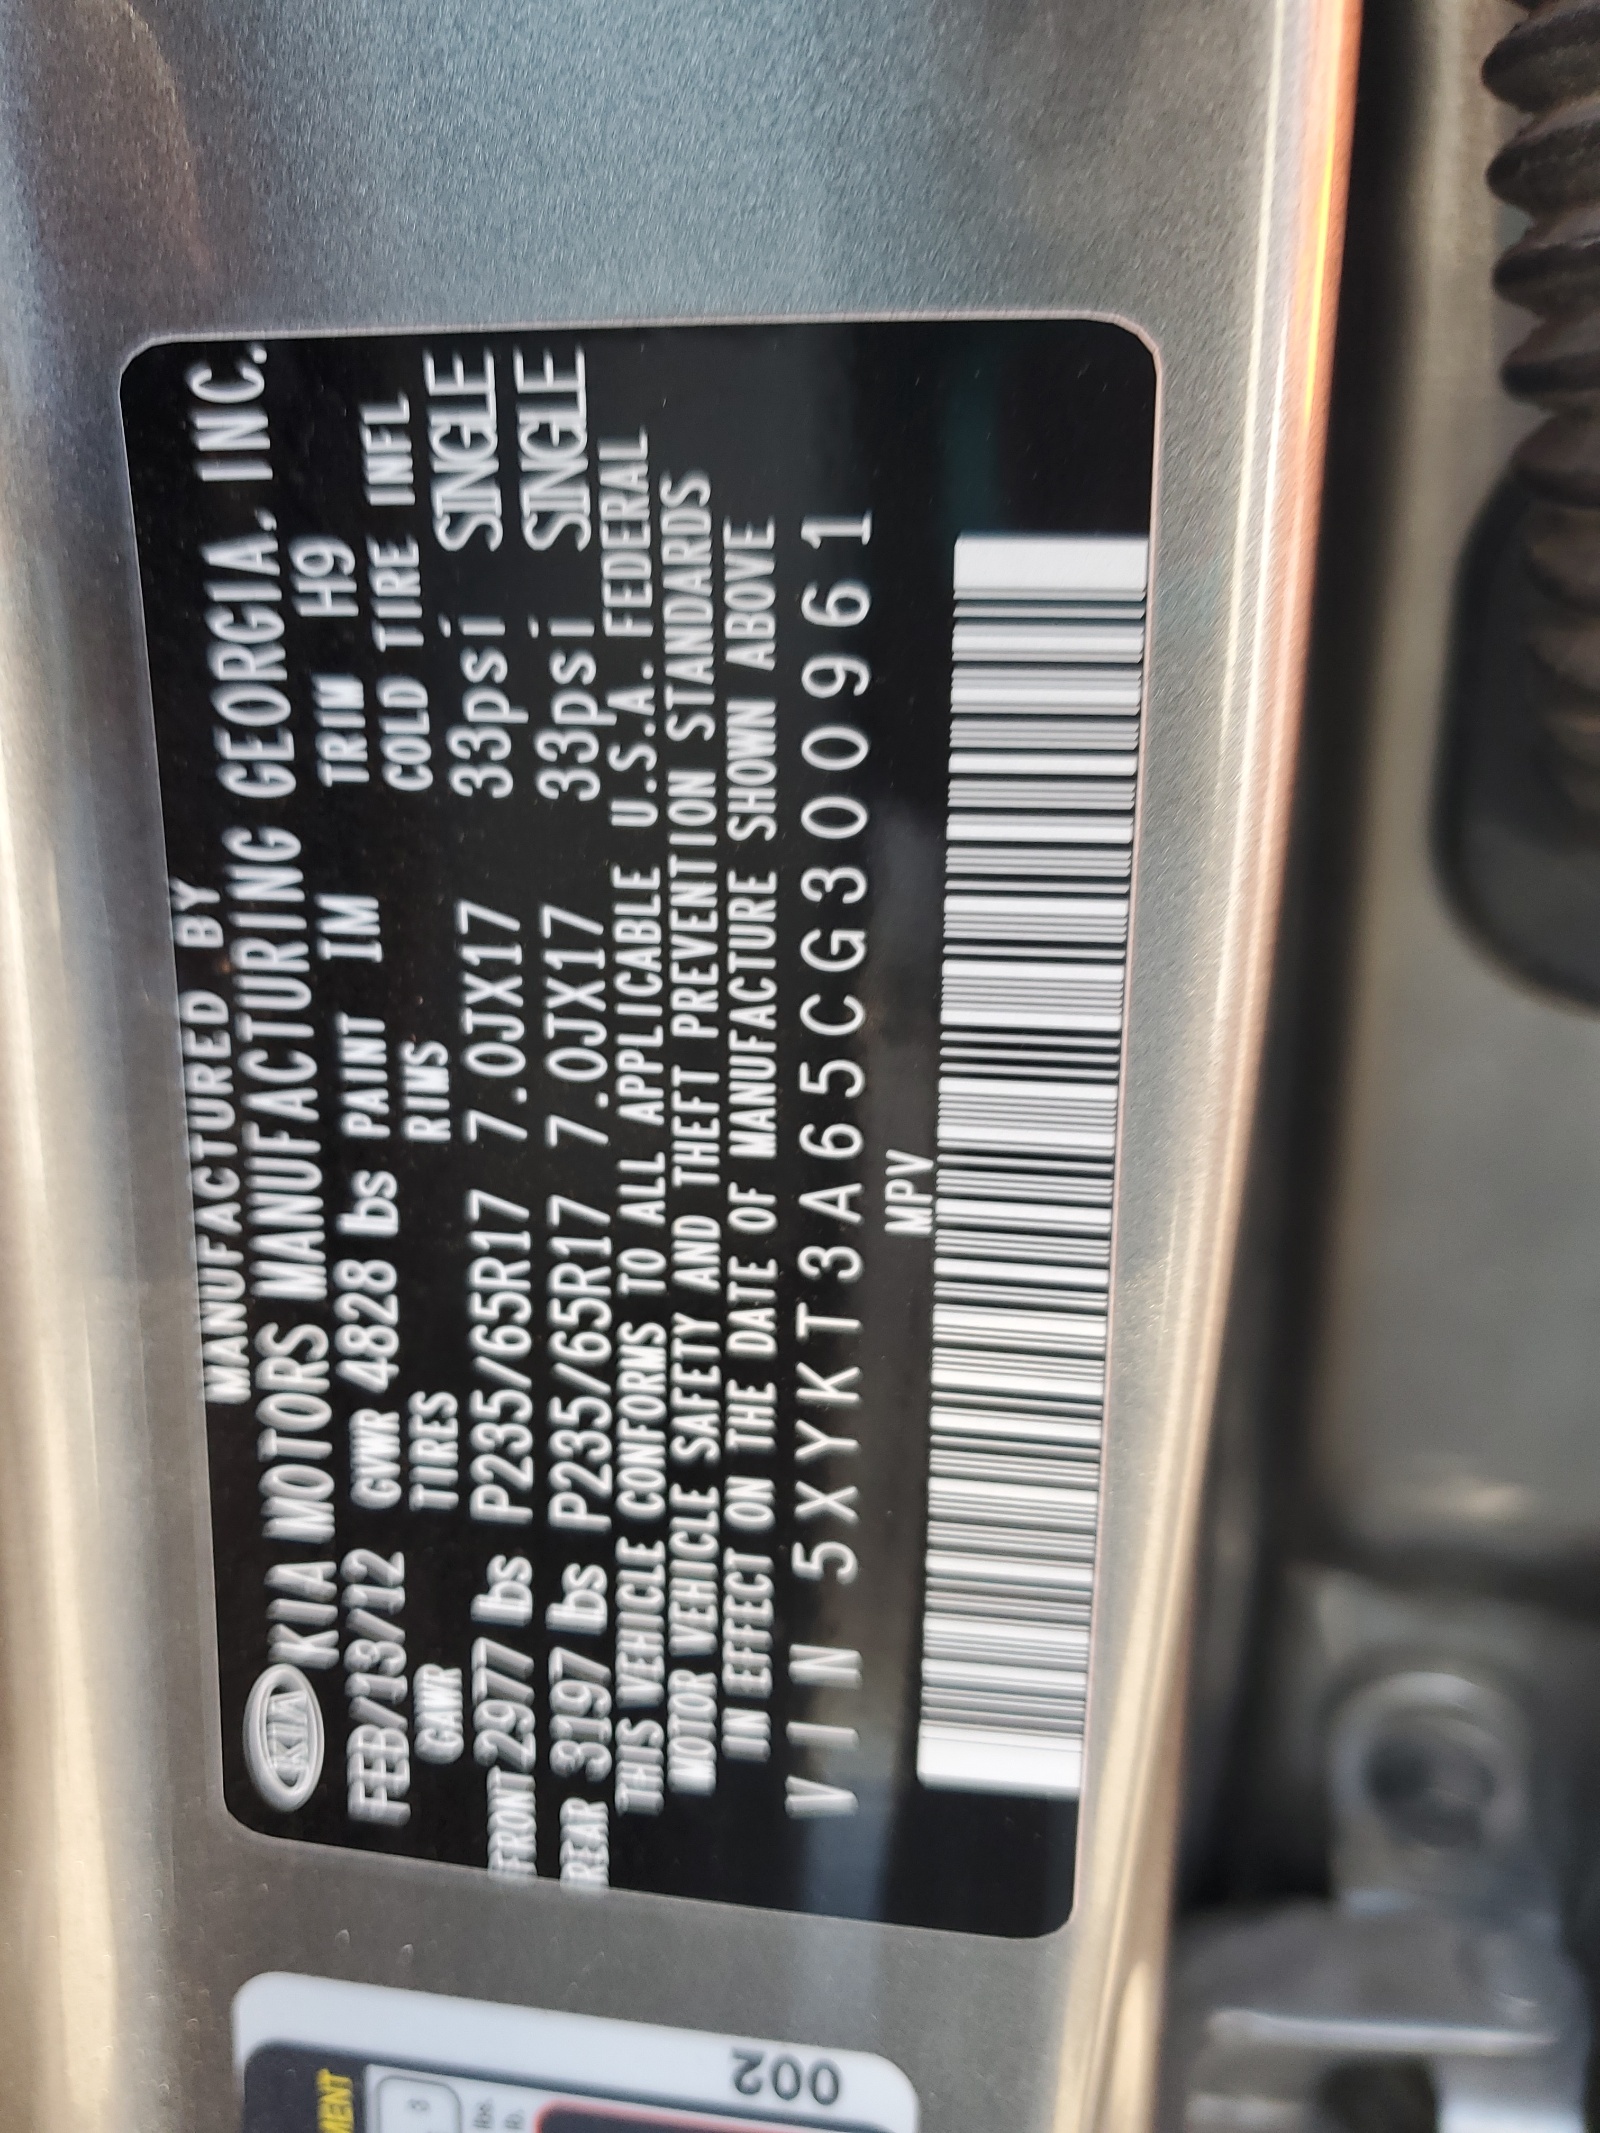 MANUFACTURED BY
KIA KIA MOTORS MANUFACTURING GEORGIA. INC.
FEB/13/12 GVWR 4828 lbs PAINT IM TRIM H9
GAWR TIRES RIMS COLD TIRE INFL
FRONT 2997 lbs P235/65R17 7.0JX17 33psi SINGLE
REAR 3197 lbs P235/65R17 7.0JX17 33psi SINGLE
THIS VEHICLE CONFORMS TO ALL APPLICABLE U.S.A. FEDERAL
MOTOR VEHICLE SAFETY AND THEFT PREVENTION STANDARDS
IN EFFECT ON THE DATE OF MANUFACTURE SHOWN ABOVE
VIN 5XYKT3A65CG300961
MPV
002